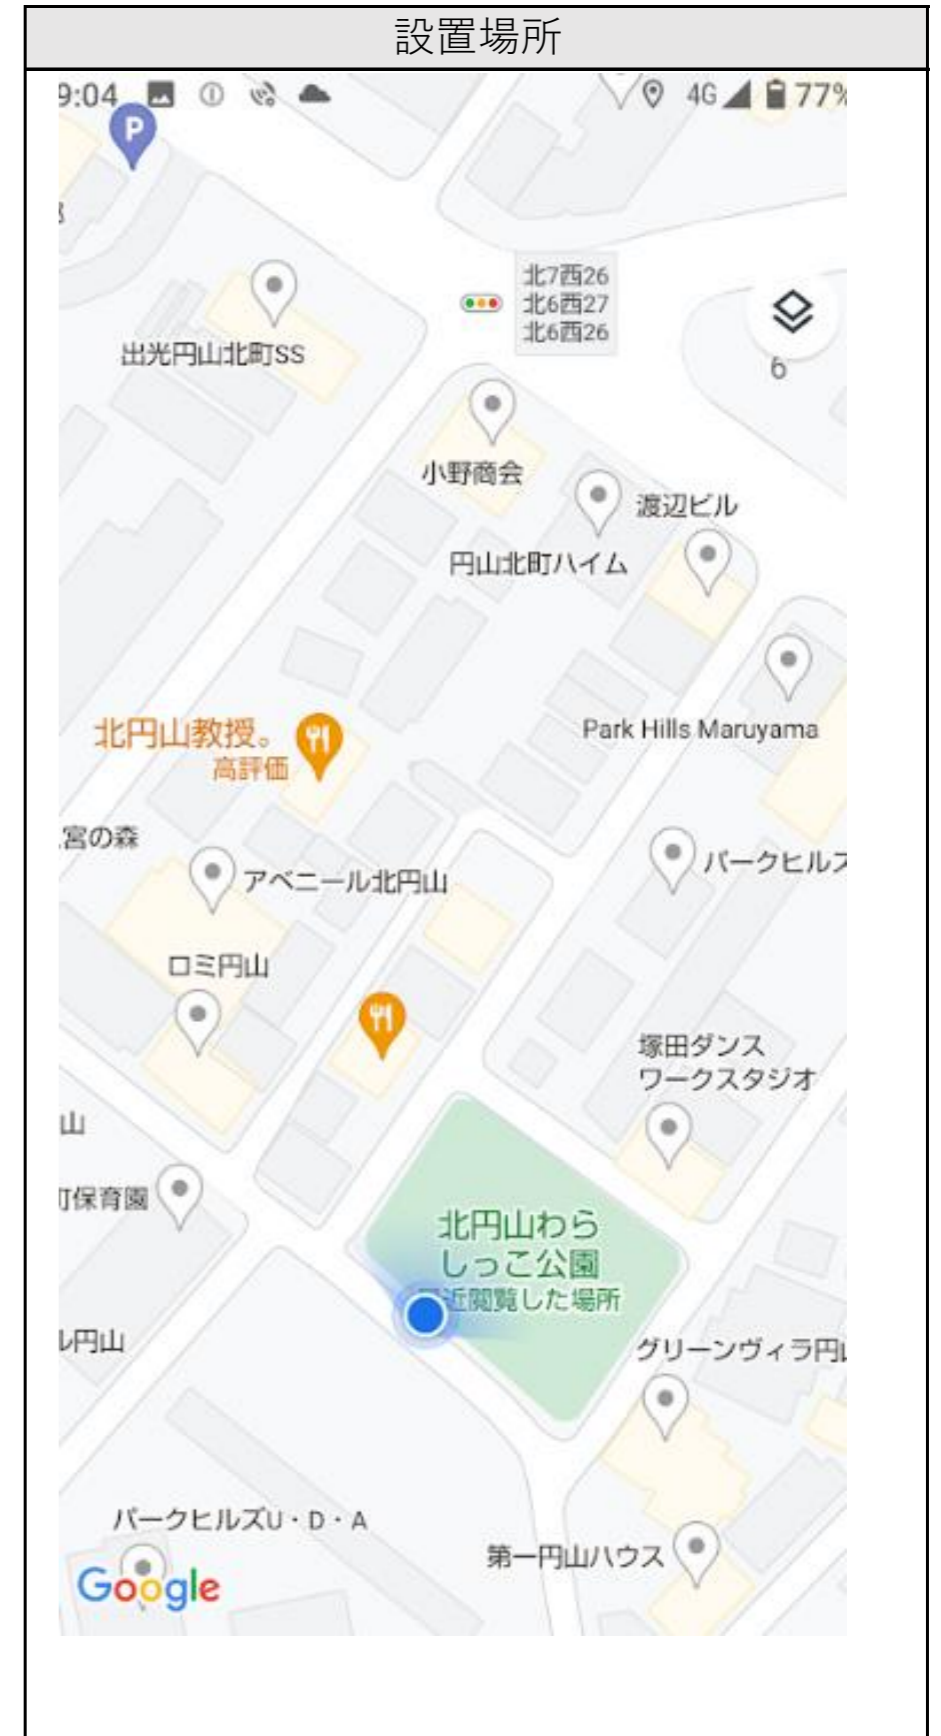 設置場所
9:04
4G 77%
P
北7西26
北6西27
北6西26
6
出光円山北町SS
小野商会
渡辺ビル
円山北町ハイム
Park Hills Maruyama
北円山教授。
高評価
宮の森
パークヒルズ
アベニール北円山
ロミ円山
塚田ダンス
ワークスタジオ
山
町保育園
北円山わら
しっこ公園
最近閲覧した場所
ル円山
グリーンヴィラ円山
パークヒルズU・D・A
第一円山ハウス
Google